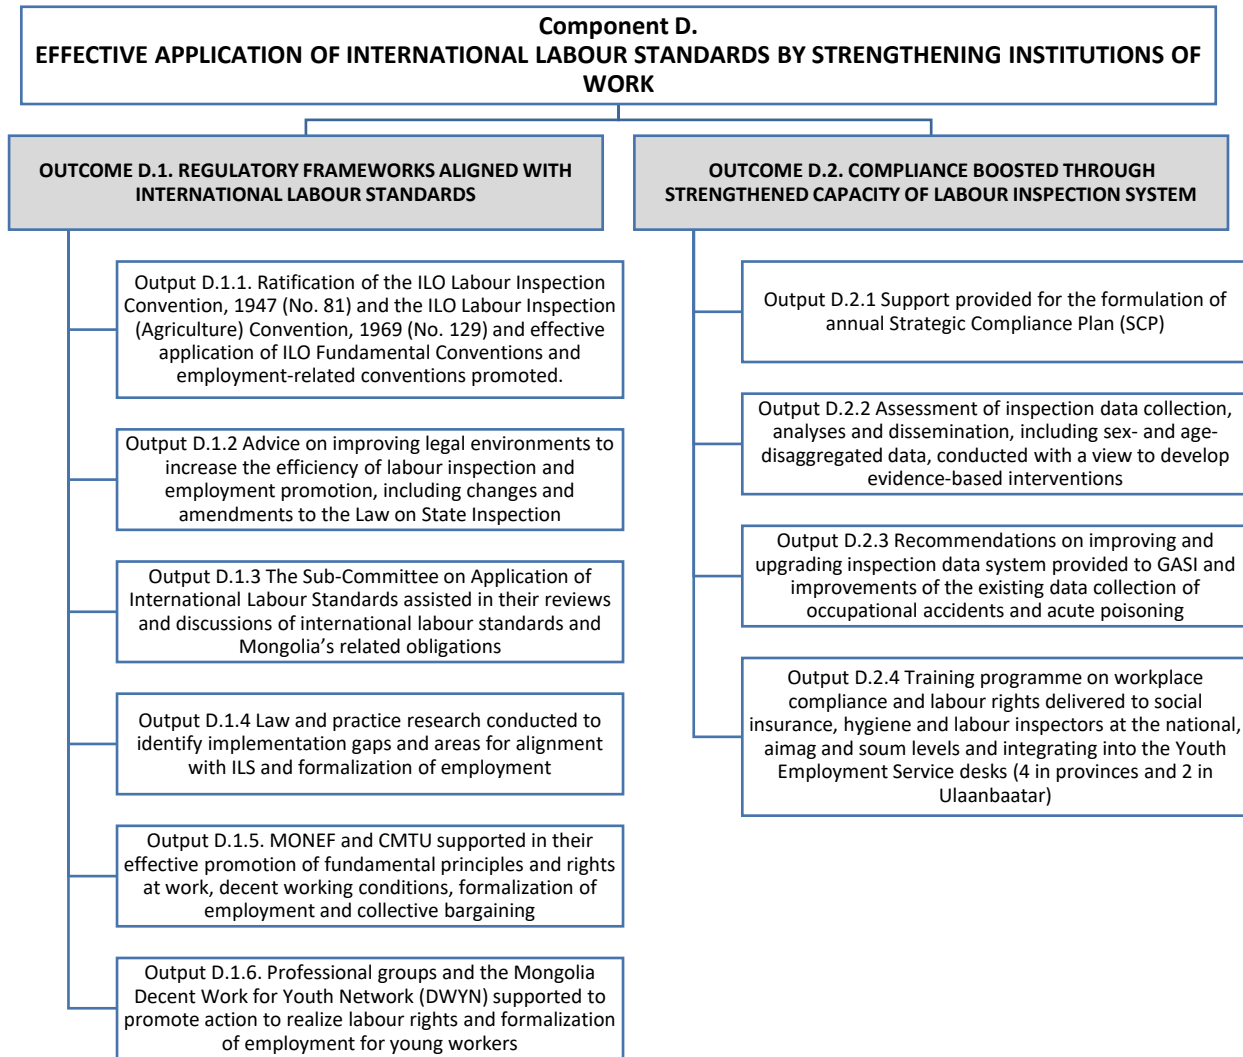 Component D.
EFFECTIVE APPLICATION OF INTERNATIONAL LABOUR STANDARDS BY STRENGTHENING INSTITUTIONS OF
WORK
OUTCOME D.1. REGULATORY FRAMEWORKS ALIGNED WITH
INTERNATIONAL LABOUR STANDARDS
Output D.1.1. Ratification of the ILO Labour Inspection
Convention, 1947 (No. 81) and the ILO Labour Inspection
(Agriculture) Convention, 1969 (No. 129) and effective
application of ILO Fundamental Conventions and
employment-related conventions promoted.
Output D.1.2 Advice on improving legal environments to
increase the efficiency of labour inspection and
employment promotion, including changes and
amendments to the Law on State Inspection
Output D.1.3 The Sub-Committee on Application of
International Labour Standards assisted in their reviews
and discussions of international labour standards and
Mongolia’s related obligations
Output D.1.4 Law and practice research conducted to
identify implementation gaps and areas for alignment
with ILS and formalization of employment
Output D.1.5. MONEF and CMTU supported in their
effective promotion of fundamental principles and rights
at work, decent working conditions, formalization of
employment and collective bargaining
Output D.1.6. Professional groups and the Mongolia
Decent Work for Youth Network (DWYN) supported to
promote action to realize labour rights and formalization
of employment for young workers
OUTCOME D.2. COMPLIANCE BOOSTED THROUGH
STRENGTHENED CAPACITY OF LABOUR INSPECTION SYSTEM
Output D.2.1 Support provided for the formulation of
annual Strategic Compliance Plan (SCP)
Output D.2.2 Assessment of inspection data collection,
analyses and dissemination, including sex- and age-
disaggregated data, conducted with a view to develop
evidence-based interventions
Output D.2.3 Recommendations on improving and
upgrading inspection data system provided to GASI and
improvements of the existing data collection of
occupational accidents and acute poisoning
Output D.2.4 Training programme on workplace
compliance and labour rights delivered to social
insurance, hygiene and labour inspectors at the national,
aimag and soum levels and integrating into the Youth
Employment Service desks (4 in provinces and 2 in
Ulaanbaatar)